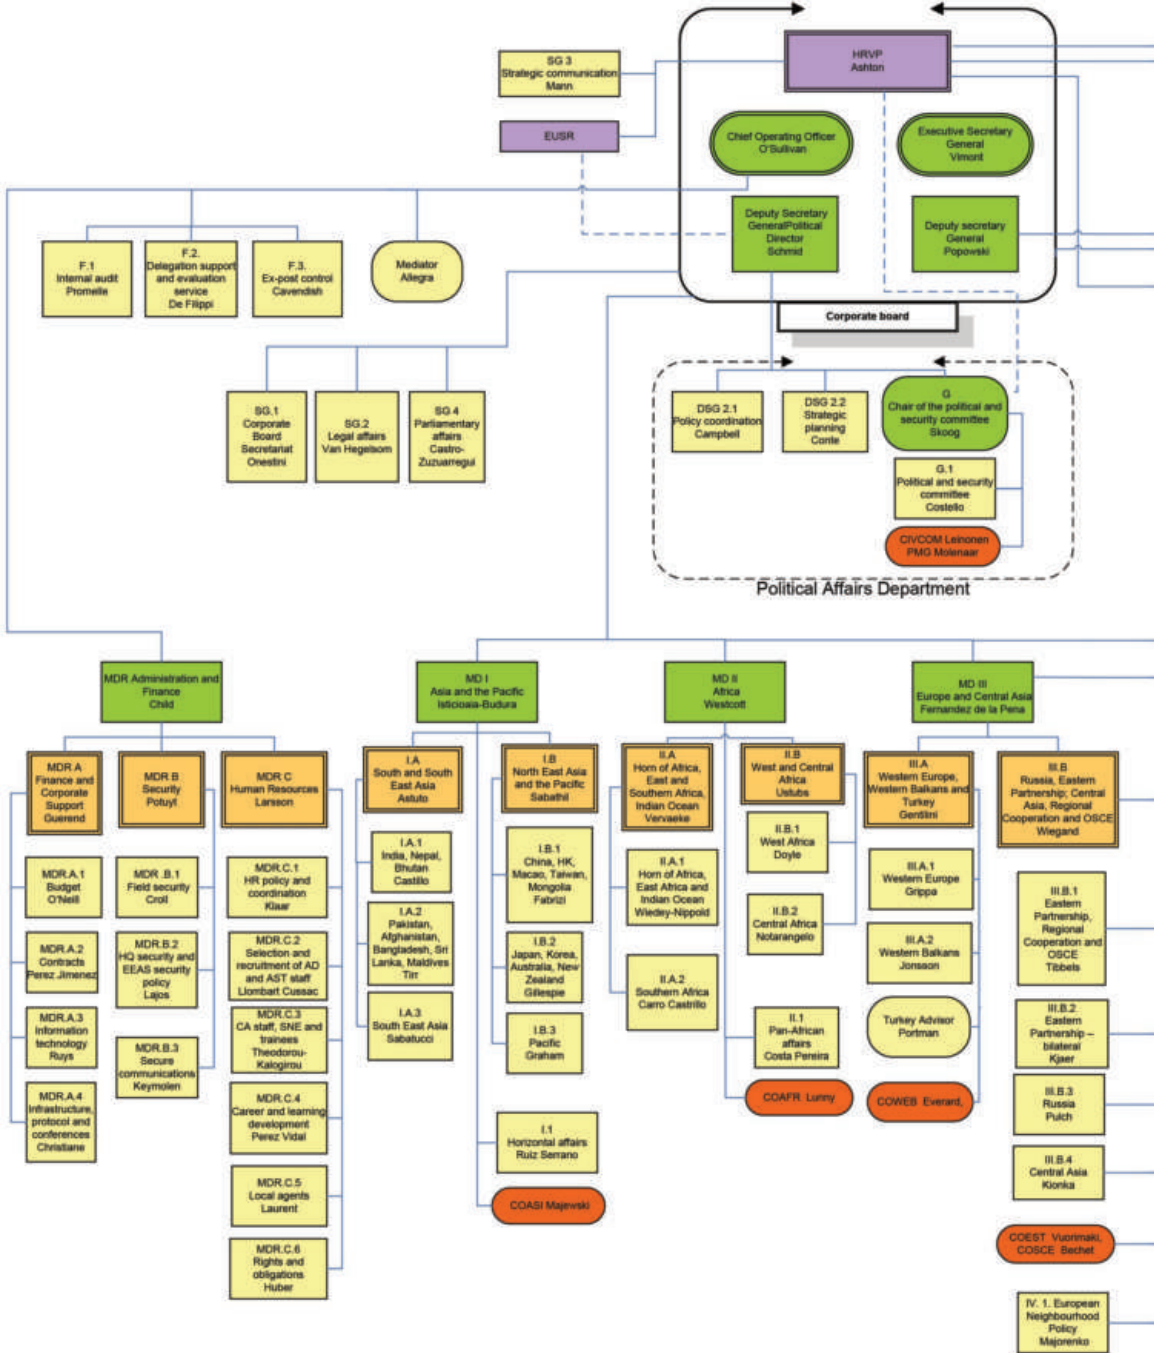 HRVP
Ashton
SG 3
Strategic communication
Mann
EUSR
Chief Operating Officer
O'Sullivan
Executive Secretary
General
Vimont
Deputy Secretary
GeneralPolitical
Director
Schmid
Deputy secretary
General
Popowski
F.1
Internal audit
Promelle
F.2.
Delegation support
and evaluation
service
De Filippi
F.3.
Ex-post control
Cavendish
Mediator
Allegra
Corporate board
SG.1
Corporate
Board
Secretariat
Onestini
SG.2
Legal affairs
Van Hegelsom
SG 4
Parliamentary
affairs
Castro-
Zuzuarregui
DSG 2.1
Policy coordination
Campbell
DSG 2.2
Strategic
planning
Conte
G
Chair of the political and
security committee
Skoog
G.1
Political and security
committee
Costello
CIVCOM Leinonen
PMG Molenaar
Political Affairs Department
MDR Administration and
Finance
Child
MD I
Asia and the Pacific
Isticioaia-Budura
MD II
Africa
Westcott
MD III
Europe and Central Asia
Fernandez de la Pena
MDR A
Finance and
Corporate
Support
Guerend
MDR B
Security
Potuyt
MDR C
Human Resources
Larsson
I.A
South and South
East Asia
Astuto
I.B
North East Asia
and the Pacific
Sabathil
II.A
Horn of Africa,
East and
Southern Africa,
Indian Ocean
Vervaeke
II.B
West and Central
Africa
Ustubs
III.A
Western Europe,
Western Balkans and
Turkey
Gentilini
III.B
Russia, Eastern
Partnership; Central
Asia, Regional
Cooperation and OSCE
Wiegand
MDR.A.1
Budget
O'Neill
MDR.A.2
Contracts
Perez Jimenez
MDR.A.3
Information
technology
Ruys
MDR.A.4
Infrastructure,
protocol and
conferences
Christiane
MDR .B.1
Field security
Croll
MDR.B.2
HQ security and
EEAS security
policy
Lajos
MDR.B.3
Secure
communications
Keymolen
MDR.C.1
HR policy and
coordination
Klaar
MDR.C.2
Selection and
recruitment of AD
and AST staff
Llombart Cussac
MDR.C.3
CA staff, SNE and
trainees
Theodorou-
Kalogirou
MDR.C.4
Career and learning
development
Perez Vidal
MDR.C.5
Local agents
Laurent
MDR.C.6
Rights and
obligations
Huber
I.A.1
India, Nepal,
Bhutan
Castillo
I.A.2
Pakistan,
Afghanistan,
Bangladesh, Sri
Lanka, Maldives
Tirr
I.A.3
South East Asia
Sabatucci
I.B.1
China, HK,
Macao, Taiwan,
Mongolia
Fabrizi
I.B.2
Japan, Korea,
Australia, New
Zealand
Gillespie
I.B.3
Pacific
Graham
I.1
Horizontal affairs
Ruiz Serrano
COASI Majewski
II.A.1
Horn of Africa,
East Africa and
Indian Ocean
Wiedey-Nippold
II.A.2
Southern Africa
Carro Castrillo
II.B.1
West Africa
Doyle
II.B.2
Central Africa
Notarangelo
II.1
Pan-African
affairs
Costa Pereira
COAFR Lunny
III.A.1
Western Europe
Grippa
III.A.2
Western Balkans
Jonsson
Turkey Advisor
Portman
COWEB Everard,
III.B.1
Eastern
Partnership,
Regional
Cooperation and
OSCE
Tibbels
III.B.2
Eastern
Partnership –
bilateral
Kjaer
III.B.3
Russia
Pulch
III.B.4
Central Asia
Kionka
COEST Vuorimaki,
COSCE Bechet
IV. 1. European
Neighbourhood
Policy
Majorenko